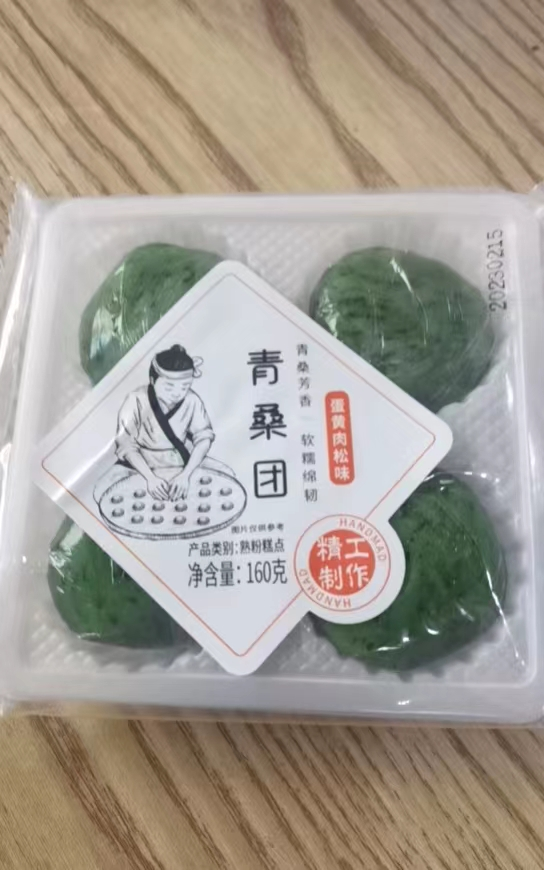 20230215
青桑团
青桑芳香 软糯绵韧
蛋黄肉松味
图片仅供参考
产品类别:熟粉糕点
净含量:160克
HANDMAD
精工
制作
HANDMAD